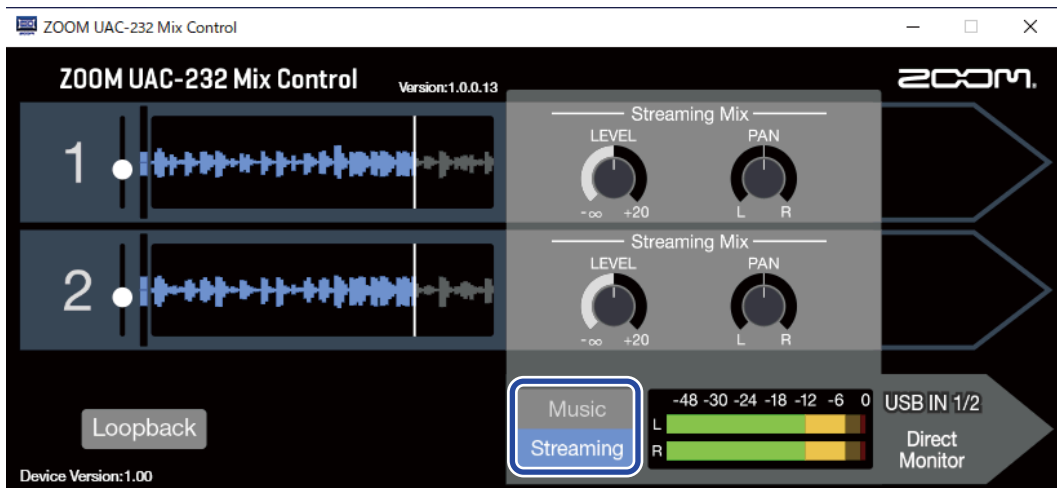 ZOOM UAC-232 Mix Control
ZOOM UAC-232 Mix Control
Version:1.0.0.13
ZOOM
1
Streaming Mix
LEVEL
PAN
-∞ +20
L R
2
Streaming Mix
LEVEL
PAN
-∞ +20
L R
Loopback
Music
Streaming
-48 -30 -24 -18 -12 -6 0
L
R
USB IN 1/2
Direct
Monitor
Device Version:1.00